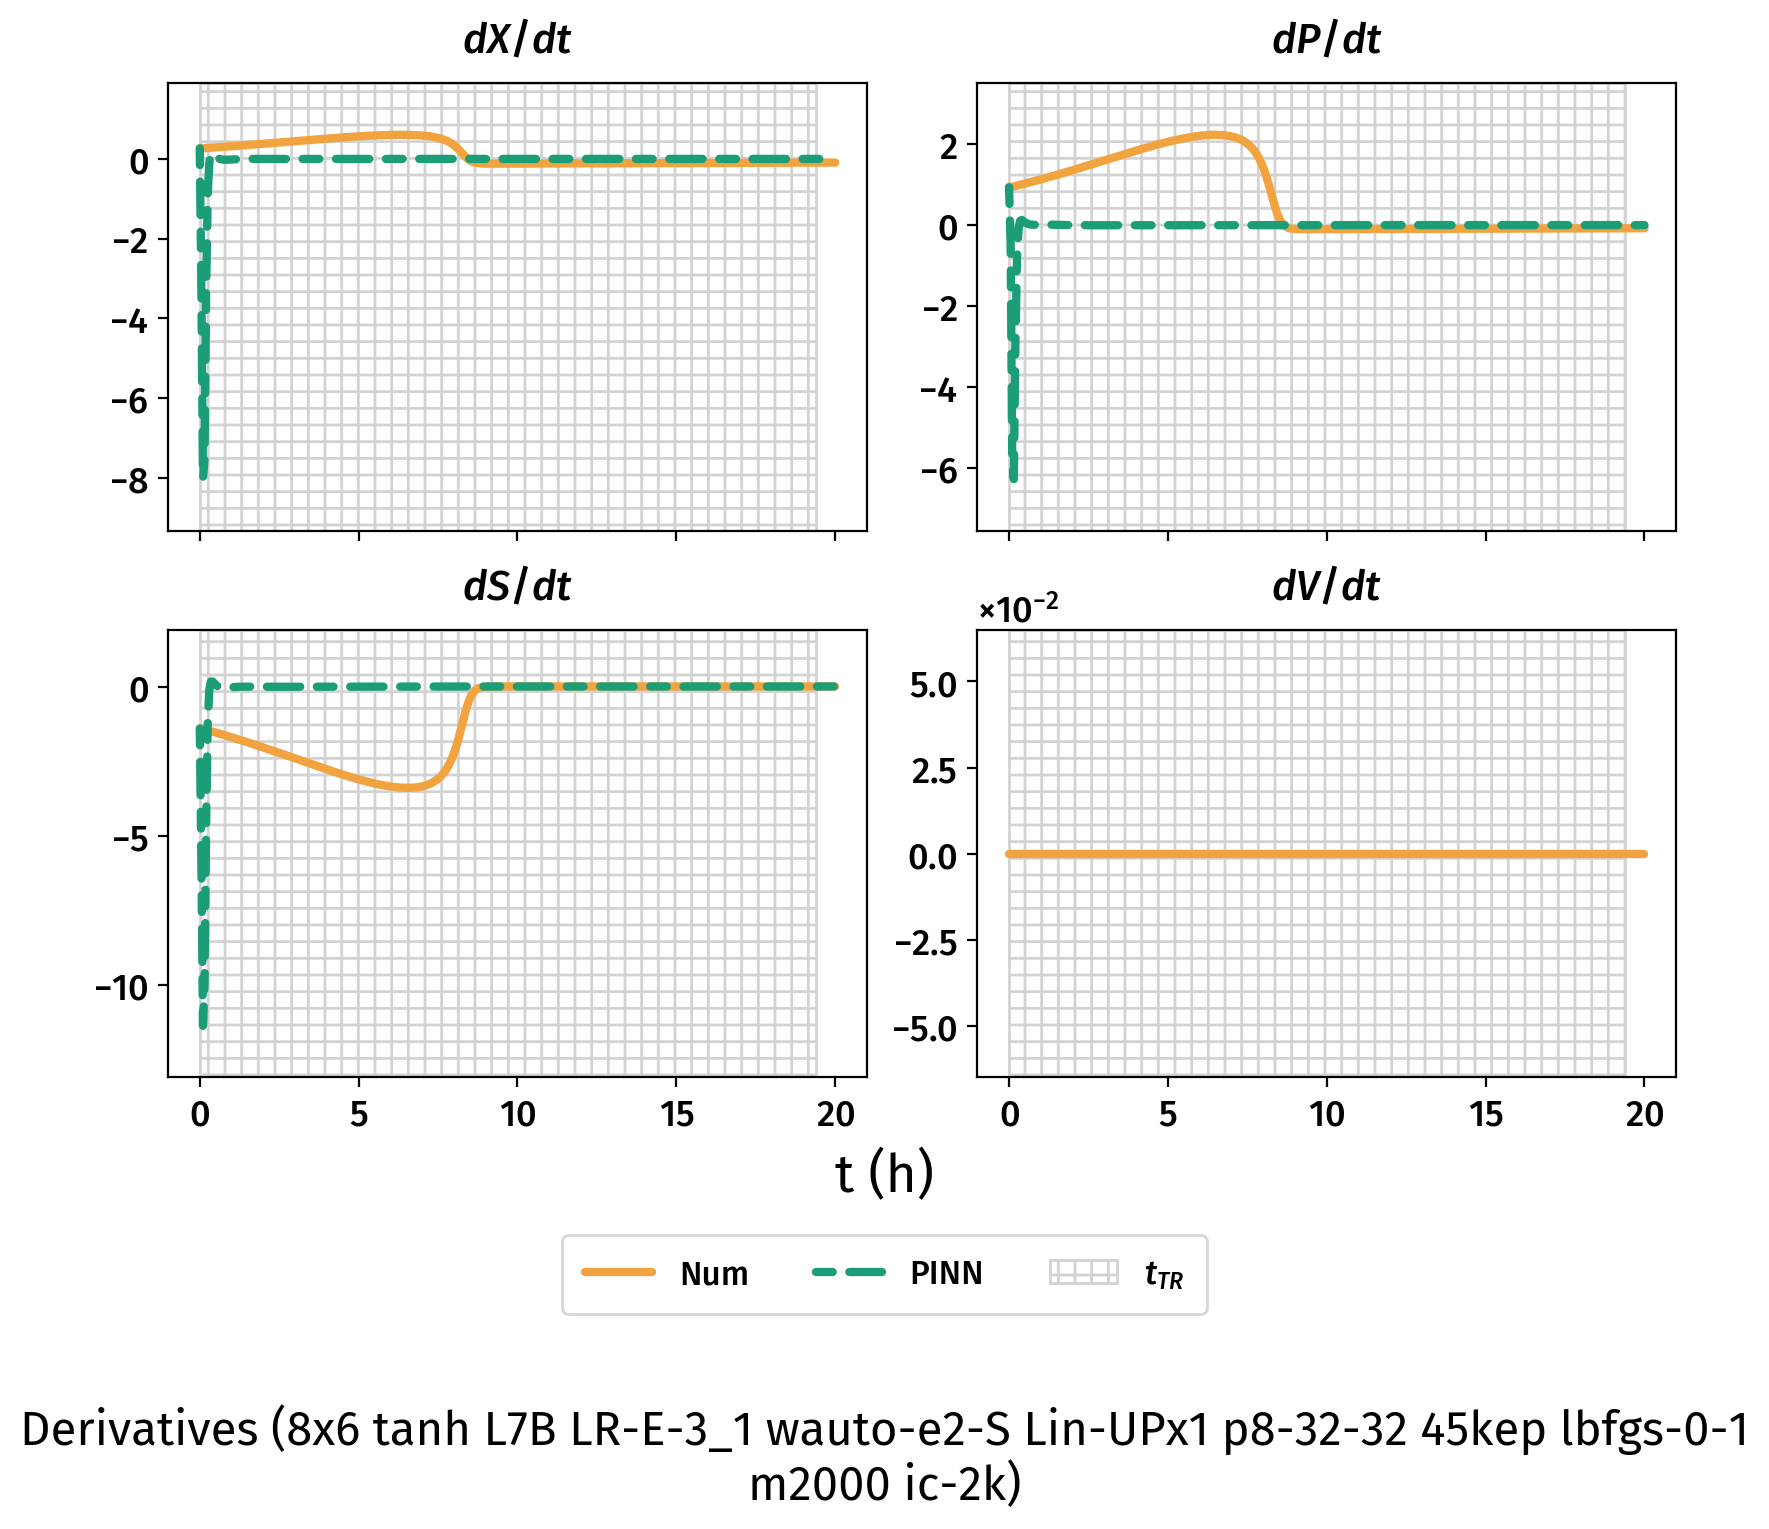 dX/dt
dP/dt
0
−2
−4
−6
−8
2
0
−2
−4
−6
dS/dt
dV/dt
×10⁻²
0
−5
−10
5.0
2.5
0.0
−2.5
−5.0
0 5 10 15 20
0 5 10 15 20
t (h)
Num PINN t_TR
Derivatives (8x6 tanh L7B LR-E-3_1 wauto-e2-S Lin-UPx1 p8-32-32 45kep lbfgs-0-1
m2000 ic-2k)